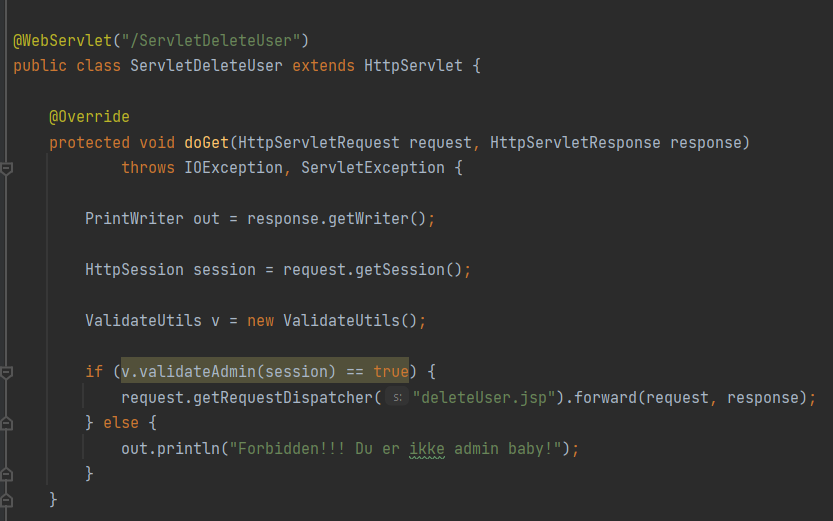 @WebServlet("/ServletDeleteUser")
public class ServletDeleteUser extends HttpServlet {
@Override
protected void doGet(HttpServletRequest request, HttpServletResponse response)
throws IOException, ServletException {
PrintWriter out = response.getWriter();
HttpSession session = request.getSession();
ValidateUtils v = new ValidateUtils();
if (v.validateAdmin(session) == true) {
request.getRequestDispatcher( s: "deleteUser.jsp").forward(request, response);
} else {
out.println("Forbidden!!! Du er ikke admin baby!");
}
}